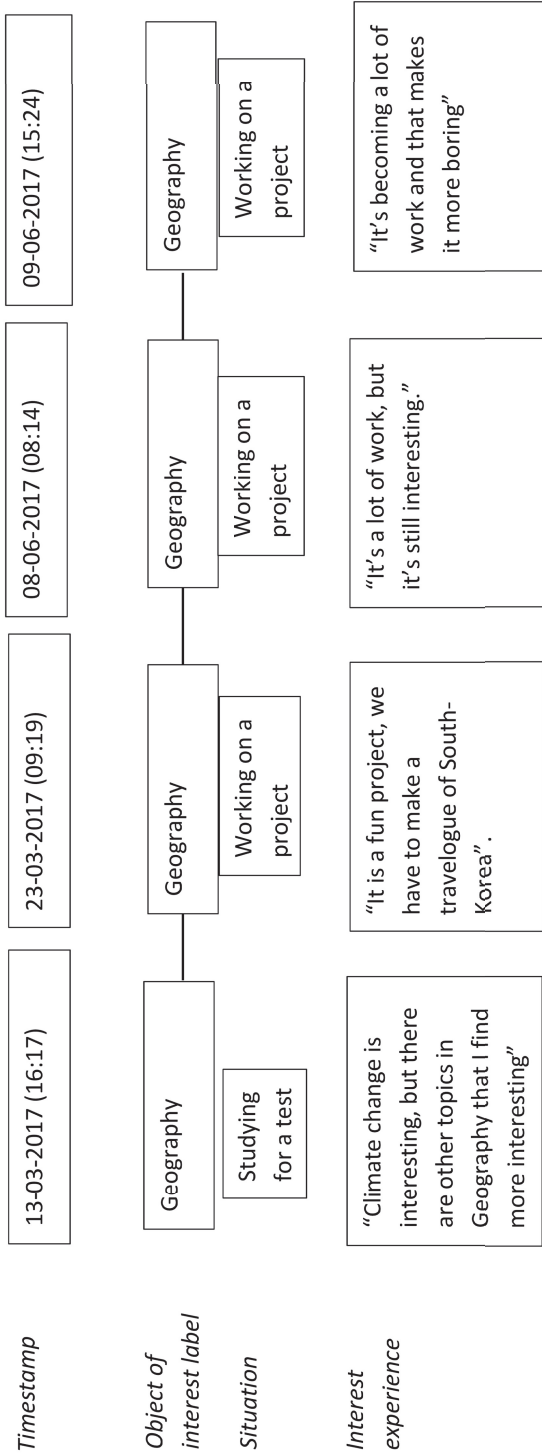 Timestamp
13-03-2017 (16:17)
23-03-2017 (09:19)
08-06-2017 (08:14)
09-06-2017 (15:24)
Object of
interest label
Geography
Geography
Geography
Geography
Situation
Studying
for a test
Working on a
project
Working on a
project
Working on a
project
Interest
experience
“Climate change is
interesting, but there
are other topics in
Geography that I find
more interesting”
“It is a fun project, we
have to make a
travelogue of South-
Korea”.
“It’s a lot of work, but
it’s still interesting.”
“It’s becoming a lot of
work and that makes
it more boring”